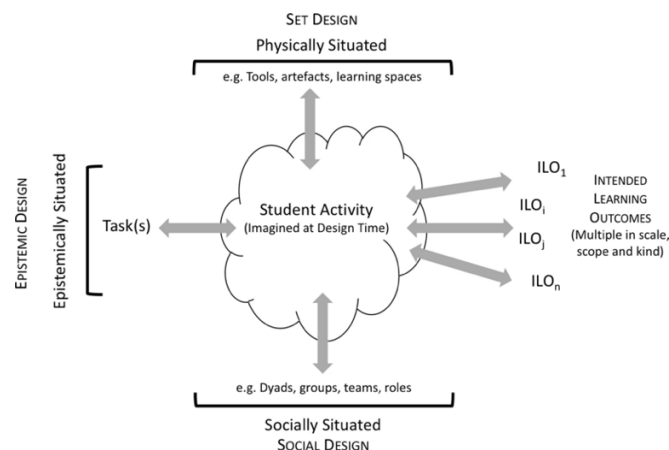 SET DESIGN
Physically Situated
e.g. Tools, artefacts, learning spaces
EPISTEMIC DESIGN
Epistemically Situated
Task(s)
Student Activity
(Imagined at Design Time)
ILO1
ILOi
ILOj
ILOn
INTENDED
LEARNING
OUTCOMES
(Multiple in scale,
scope and kind)
e.g. Dyads, groups, teams, roles
Socially Situated
SOCIAL DESIGN